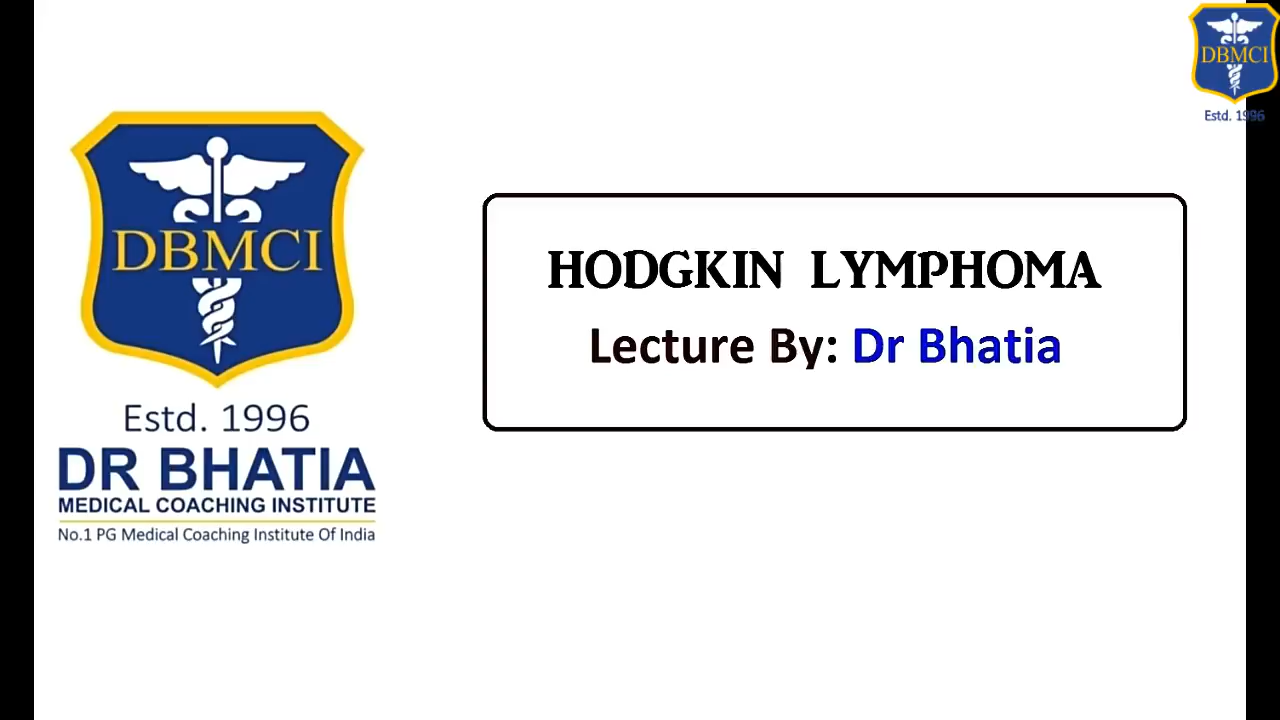 DBMCI
Estd. 1996
DBMCI
Estd. 1996
DR BHATIA
MEDICAL COACHING INSTITUTE
No.1 PG Medical Coaching Institute Of India
HODGKIN LYMPHOMA
Lecture By: Dr Bhatia